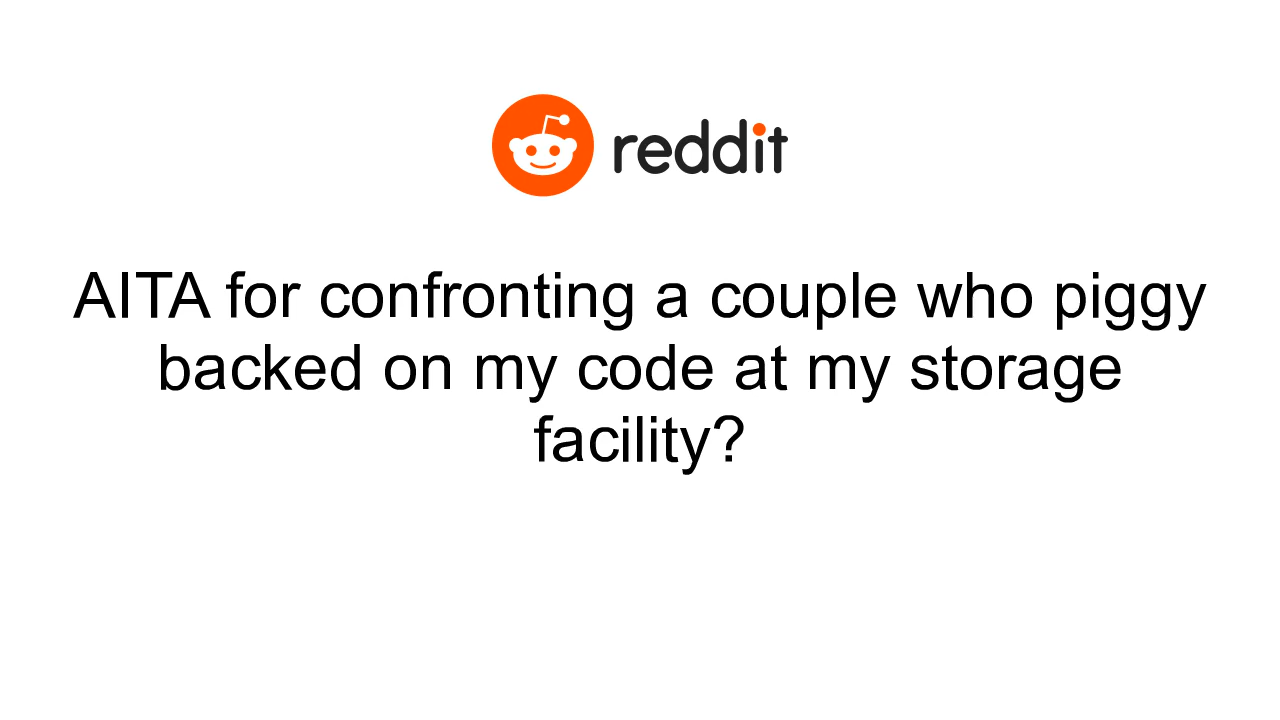 reddit
AITA for confronting a couple who piggy
backed on my code at my storage
facility?